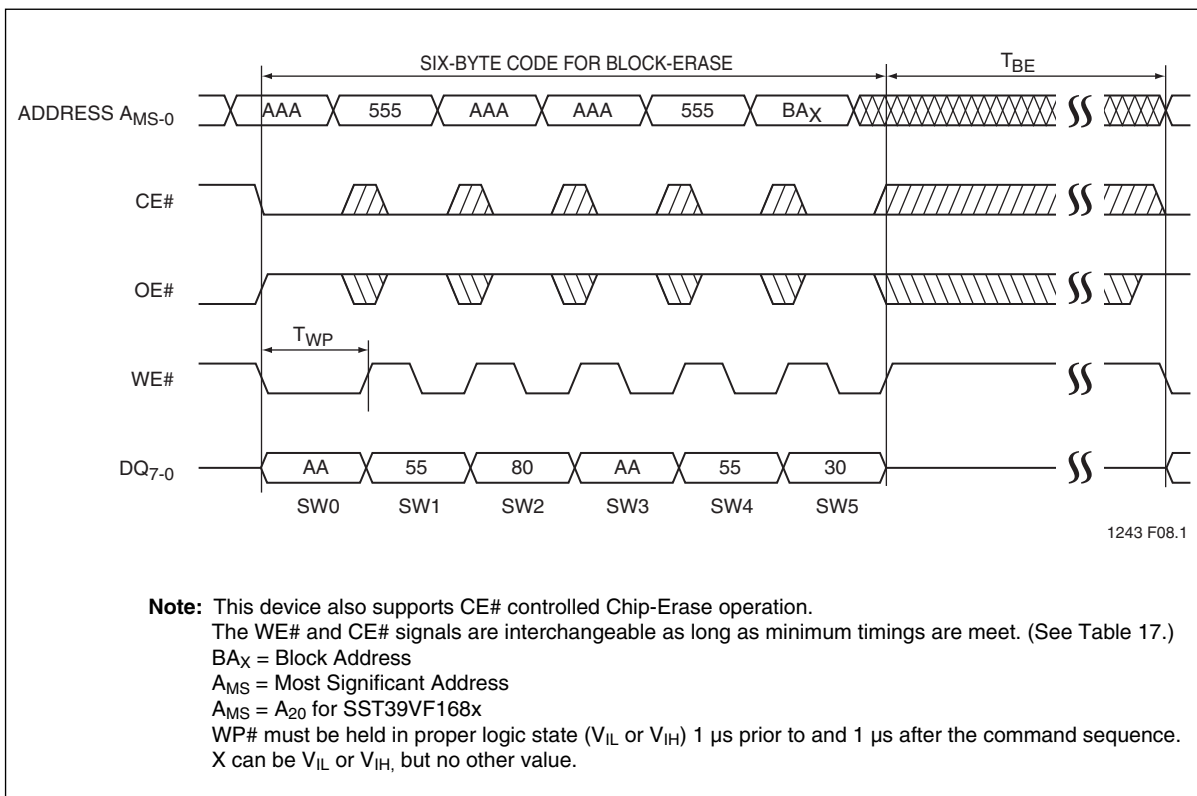 SIX-BYTE CODE FOR BLOCK-ERASE
TBE
ADDRESS AMS-0
AAA 555 AAA AAA 555 BAX
CE#
OE#
TWP
WE#
DQ7-0
AA 55 80 AA 55 30
SW0 SW1 SW2 SW3 SW4 SW5
1243 F08.1
Note: This device also supports CE# controlled Chip-Erase operation.
The WE# and CE# signals are interchangeable as long as minimum timings are meet. (See Table 17.)
BAX = Block Address
AMS = Most Significant Address
AMS = A20 for SST39VF168x
WP# must be held in proper logic state (VIL or VIH) 1 µs prior to and 1 µs after the command sequence.
X can be VIL or VIH, but no other value.